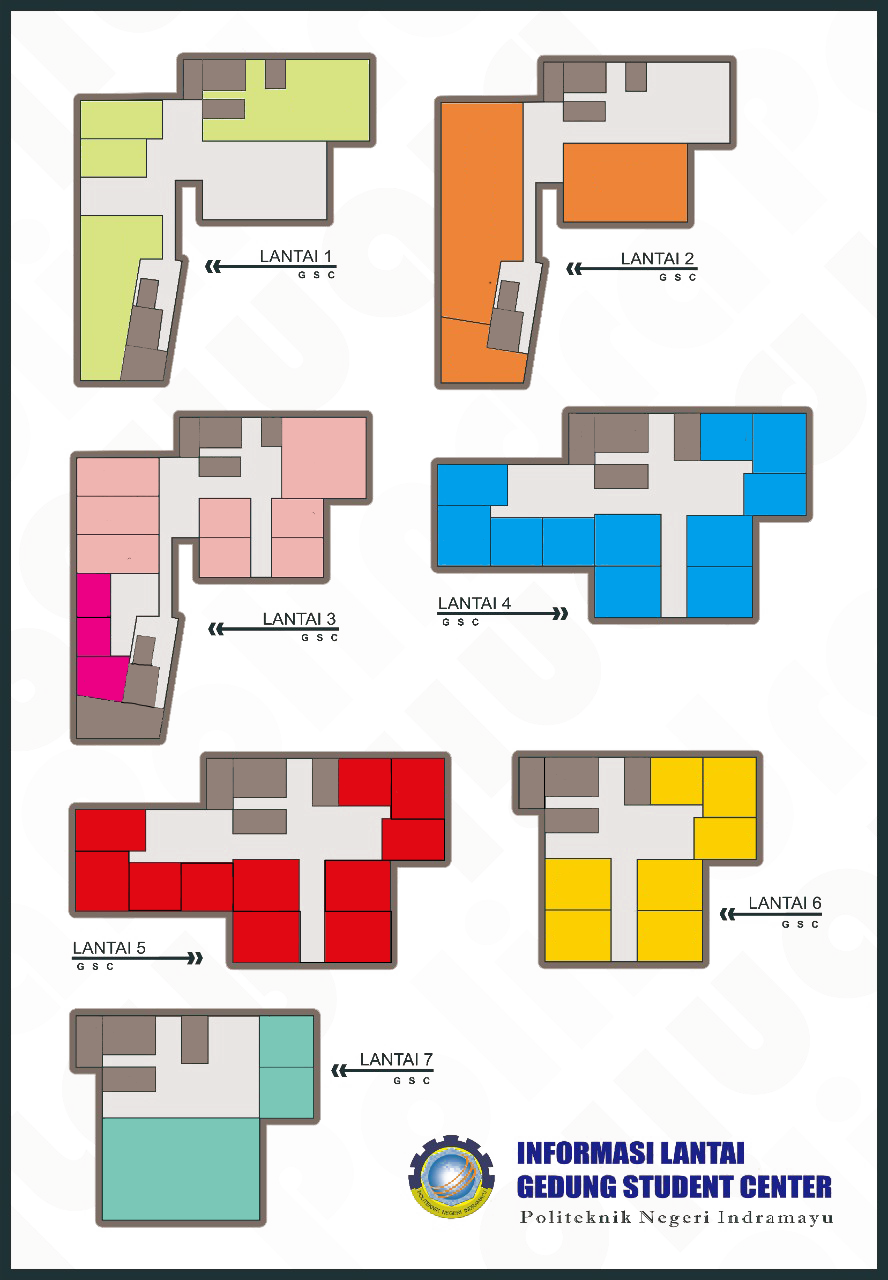 LANTAI 1
G S C
LANTAI 2
G S C
LANTAI 3
G S C
LANTAI 4
G S C
LANTAI 5
G S C
LANTAI 6
G S C
LANTAI 7
G S C
INFORMASI LANTAI
GEDUNG STUDENT CENTER
Politeknik Negeri Indramayu
POLITEKNIK NEGERI INDRAMAYU